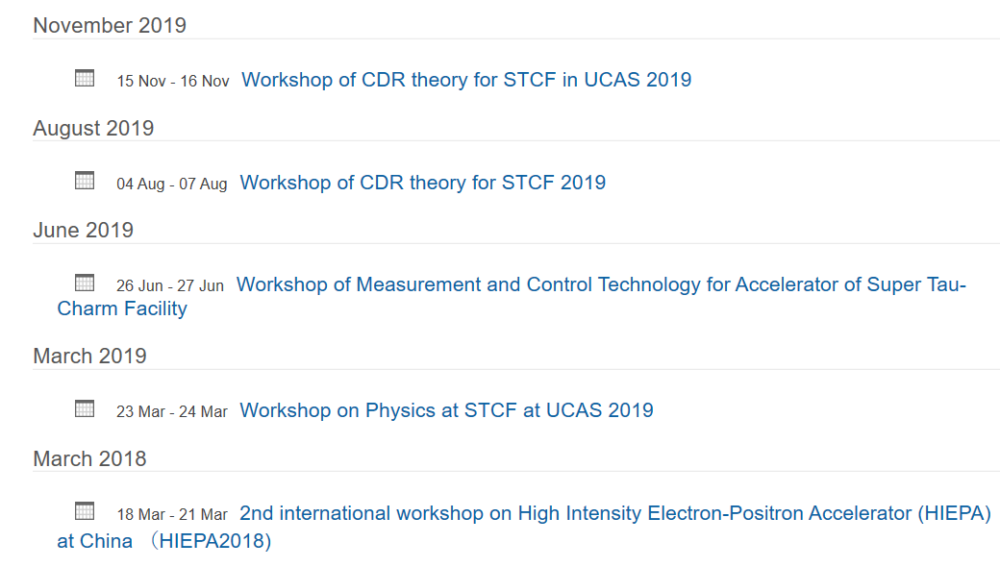 November 2019
15 Nov - 16 Nov Workshop of CDR theory for STCF in UCAS 2019
August 2019
04 Aug - 07 Aug Workshop of CDR theory for STCF 2019
June 2019
26 Jun - 27 Jun Workshop of Measurement and Control Technology for Accelerator of Super Tau-
Charm Facility
March 2019
23 Mar - 24 Mar Workshop on Physics at STCF at UCAS 2019
March 2018
18 Mar - 21 Mar 2nd international workshop on High Intensity Electron-Positron Accelerator (HIEPA)
at China （HIEPA2018)